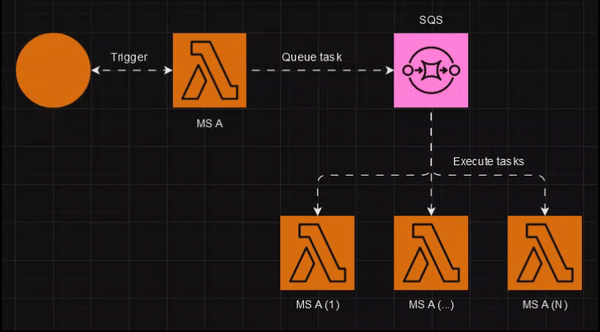 SQS
Trigger
Queue task
MS A
Execute tasks
MS A (1)
MS A (...)
MS A (N)